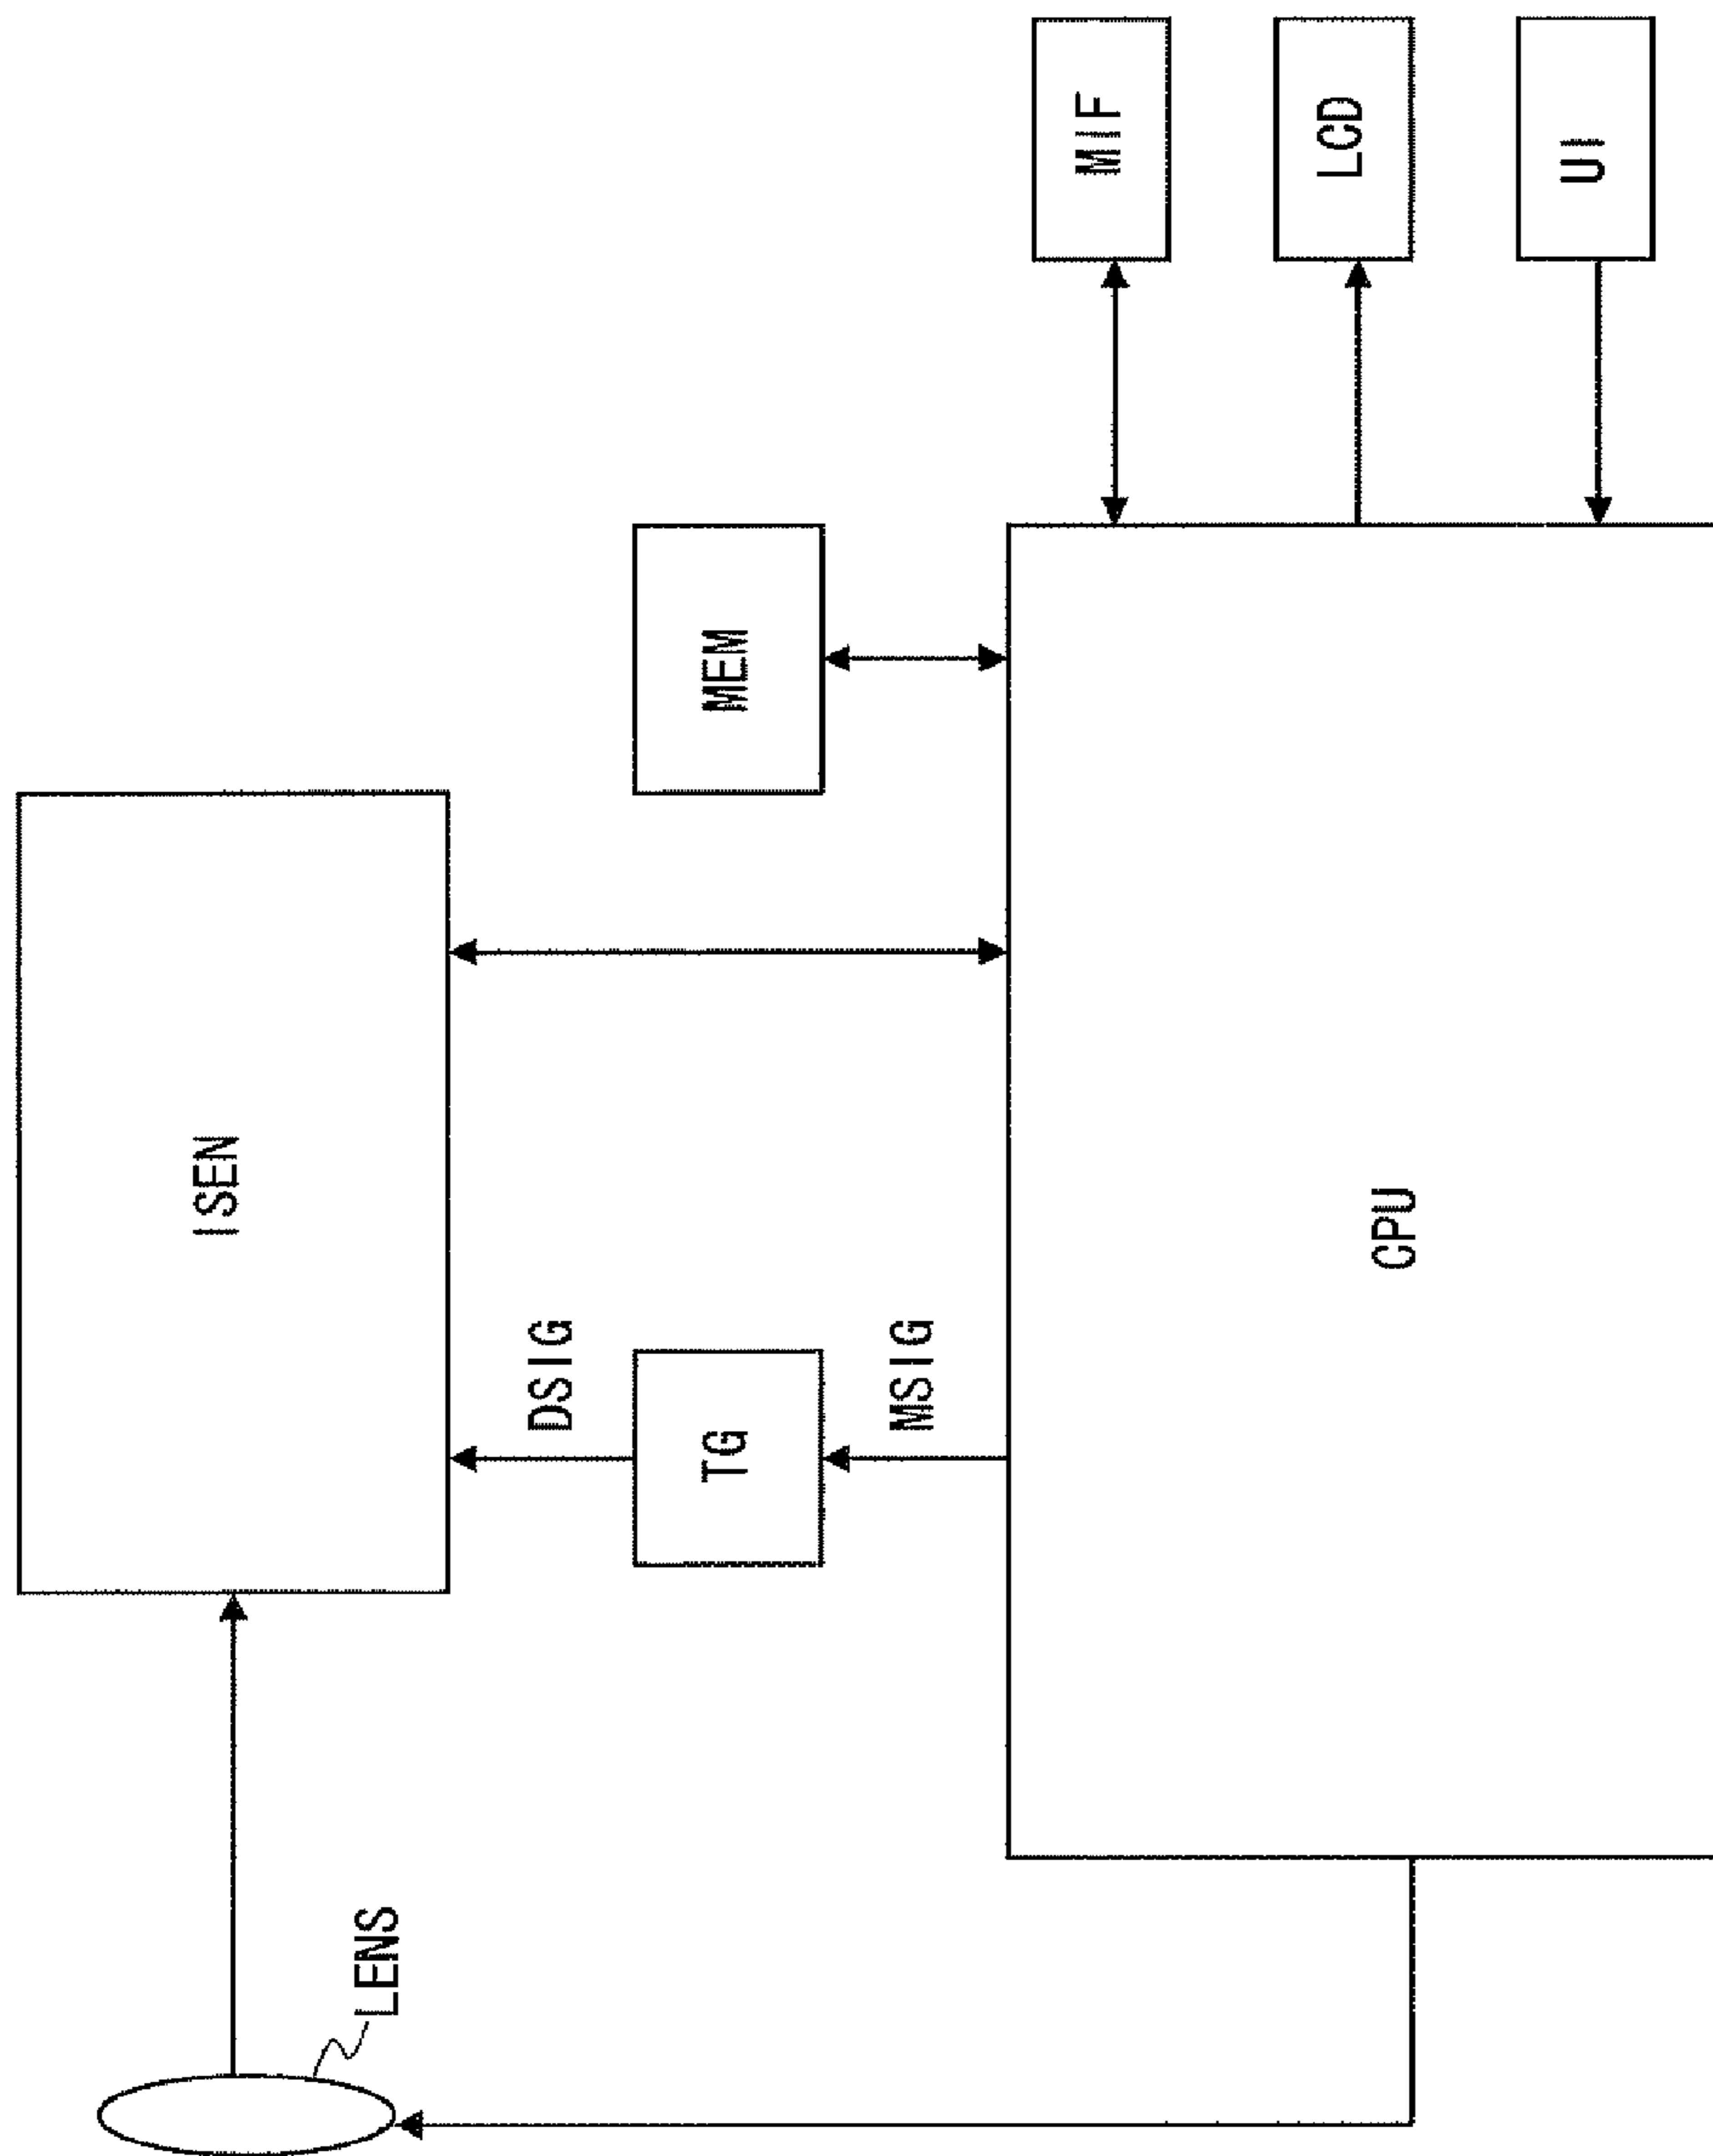 LENS
ISEN
DSIG
TG
MSIG
MEM
CPU
MIF
LCD
UI